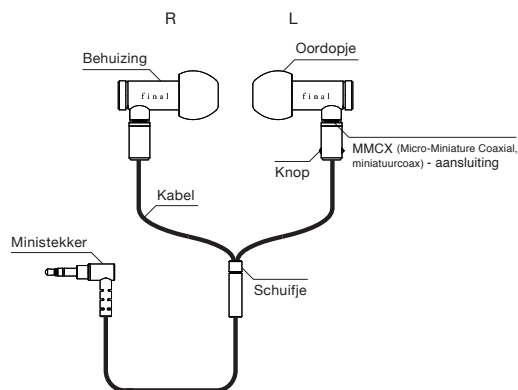 R
L
Behuizing
Oordopje
final
final
MMCX (Micro-Miniature Coaxial,
miniatuurcoax) - aansluiting
Knop
Kabel
Ministekker
Schuifje